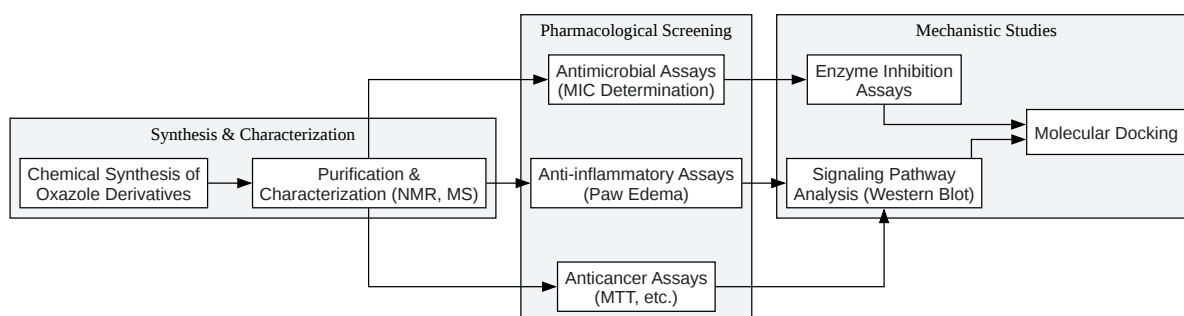 Synthesis & Characterization
Chemical Synthesis of
Oxazole Derivatives
Purification &
Characterization (NMR, MS)
Pharmacological Screening
Antimicrobial Assays
(MIC Determination)
Anti-inflammatory Assays
(Paw Edema)
Anticancer Assays
(MTT, etc.)
Mechanistic Studies
Enzyme Inhibition
Assays
Signaling Pathway
Analysis (Western Blot)
Molecular Docking